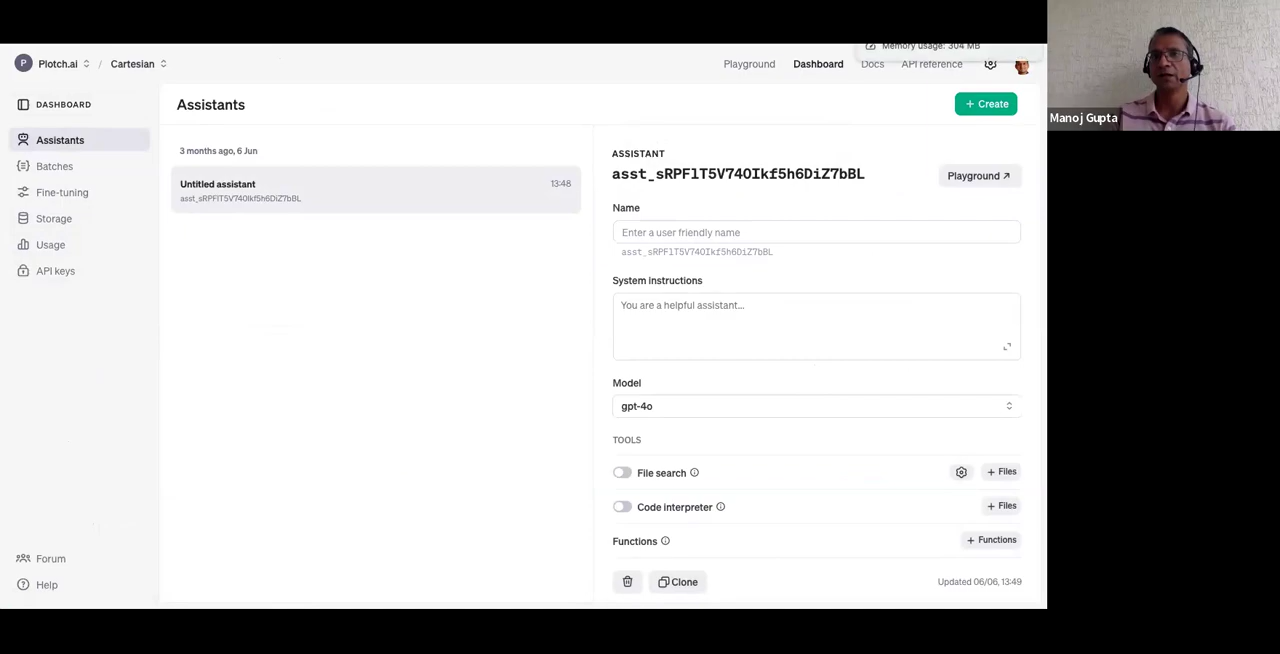 Memory usage: 304 MB
P Plotch.ai / Cartesian
Playground Dashboard Docs API reference
DASHBOARD
Assistants
Batches
Fine-tuning
Storage
Usage
API keys
Forum
Help
Assistants
+ Create
3 months ago, 6 Jun
Untitled assistant 13:48
asst_sRPFlT5V74OIkf5h6DiZ7bBL
ASSISTANT
asst_sRPFlT5V74OIkf5h6DiZ7bBL
Playground ↗
Name
Enter a user friendly name
asst_sRPFlT5V74OIkf5h6DiZ7bBL
System instructions
You are a helpful assistant...
Model
gpt-4o
TOOLS
File search + Files
Code interpreter + Files
Functions + Functions
Clone Updated 06/06, 13:49
Manoj Gupta